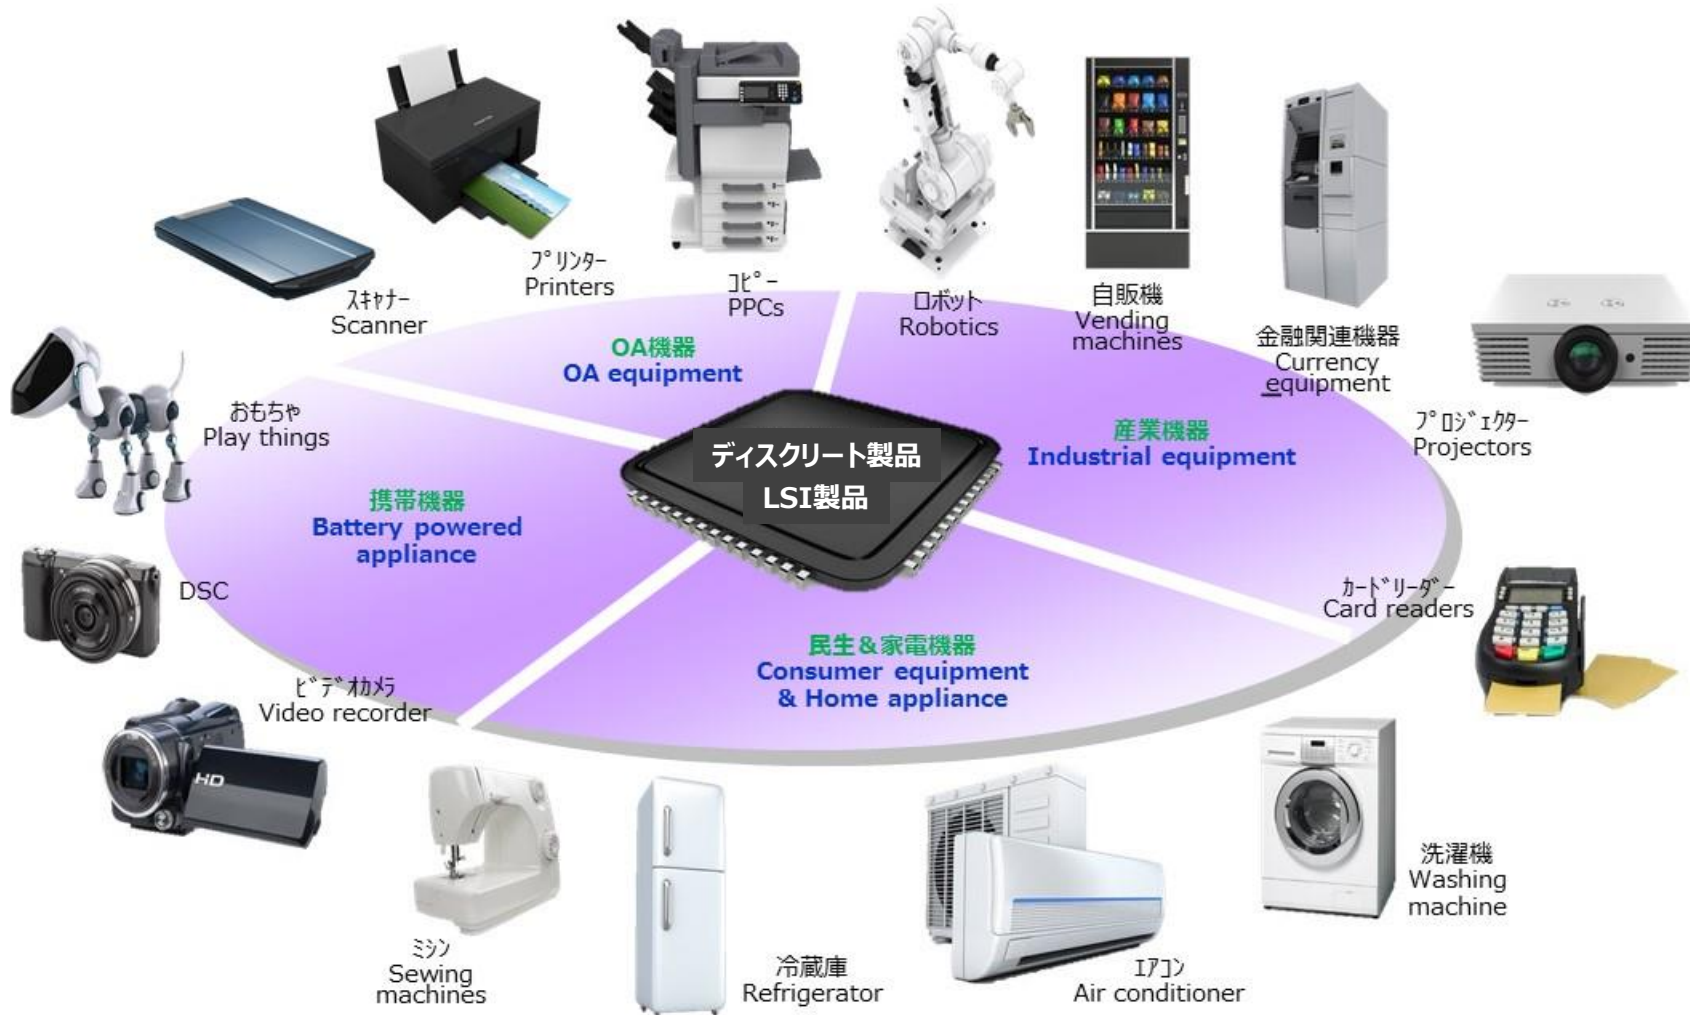 ﾌﾟﾘﾝﾀｰ
Printers
ｺﾋﾟｰ
PPCs
ﾛﾎﾞｯﾄ
Robotics
自販機
Vending
machines
ｽｷｬﾅｰ
Scanner
金融関連機器
Currency
equipment
OA機器
OA equipment
おもちゃ
Play things
産業機器
Industrial equipment
ﾌﾟﾛｼﾞｪｸﾀｰ
Projectors
ディスクリート製品
LSI製品
携帯機器
Battery powered
appliance
DSC
ｶｰﾄﾞﾘｰﾀﾞｰ
Card readers
民生＆家電機器
Consumer equipment
& Home appliance
ﾋﾞﾃﾞｵｶﾒﾗ
Video recorder
HD
洗濯機
Washing
machine
ﾐｼﾝ
Sewing
machines
冷蔵庫
Refrigerator
ｴｱｺﾝ
Air conditioner